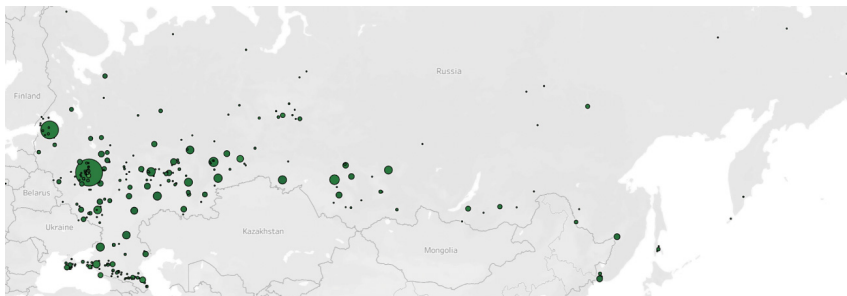 Russia
Finland
Belarus
Ukraine
Kazakhstan
Mongolia